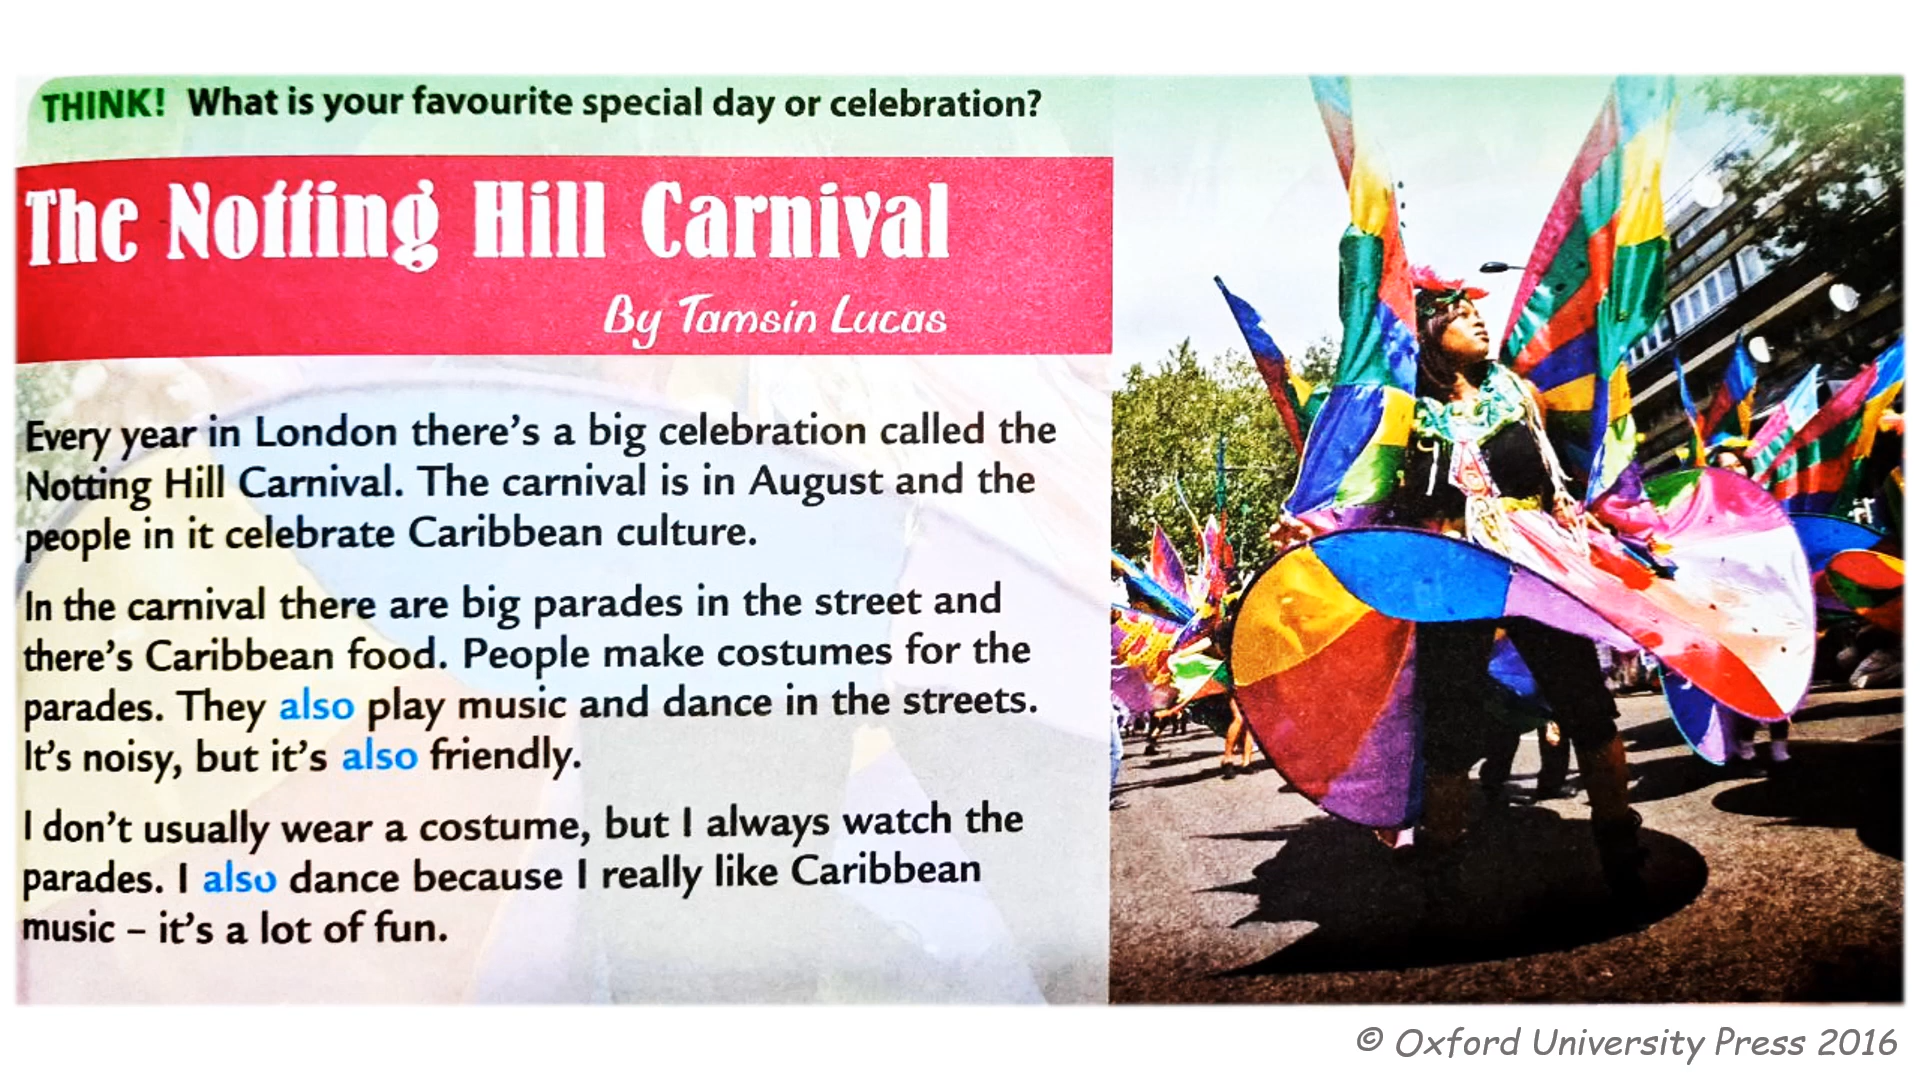 THINK! What is your favourite special day or celebration?
The Notting Hill Carnival
By Tamsin Lucas
Every year in London there's a big celebration called the
Notting Hill Carnival. The carnival is in August and the
people in it celebrate Caribbean culture.
In the carnival there are big parades in the street and
there's Caribbean food. People make costumes for the
parades. They also play music and dance in the streets.
It's noisy, but it's also friendly.
I don't usually wear a costume, but I always watch the
parades. I also dance because I really like Caribbean
music – it's a lot of fun.
© Oxford University Press 2016